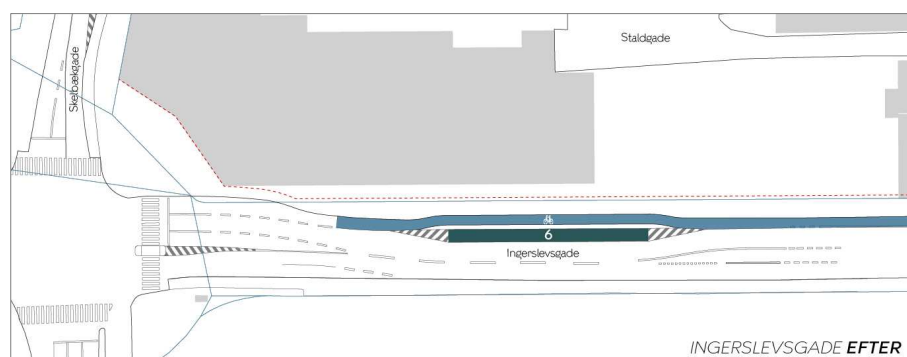 Staldgade
Skelbækgade
6
Ingerslevsgade
INGERSLEVSGADE EFTER